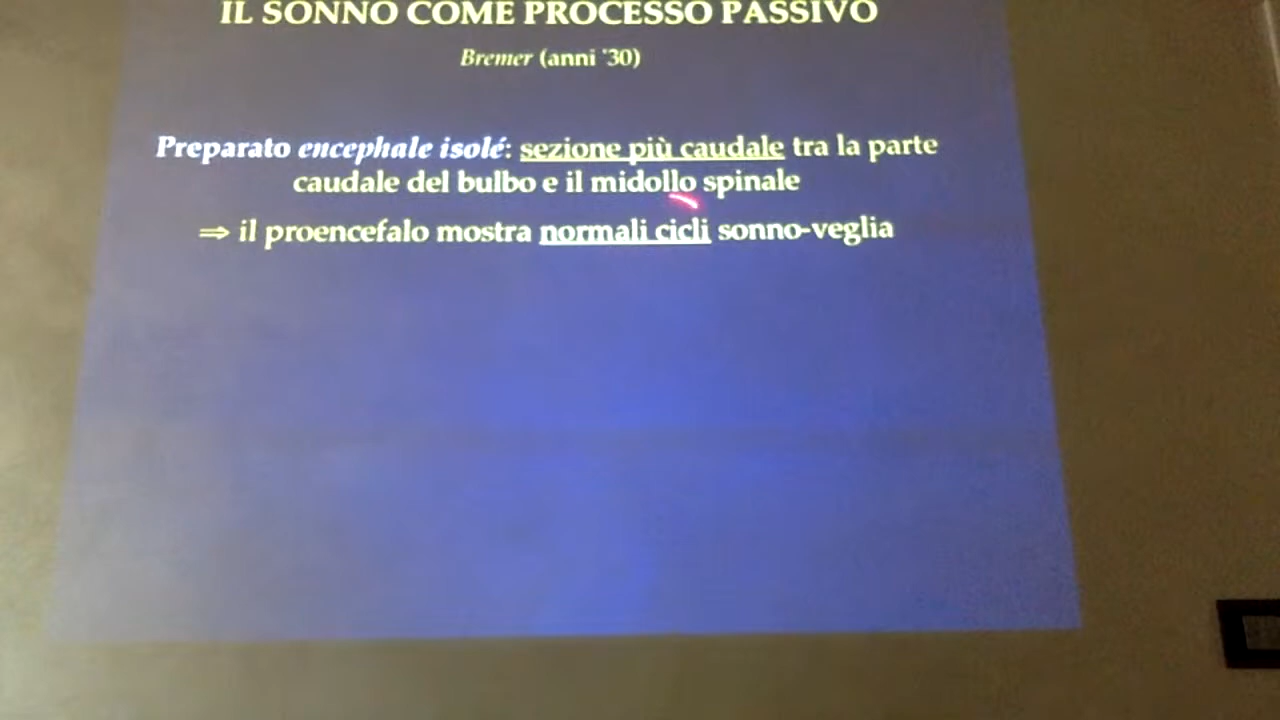 IL SONNO COME PROCESSO PASSIVO
Bremer (anni '30)
Preparato encephale isolé: sezione più caudale tra la parte
caudale del bulbo e il midollo spinale
⇒ il proencefalo mostra normali cicli sonno-veglia